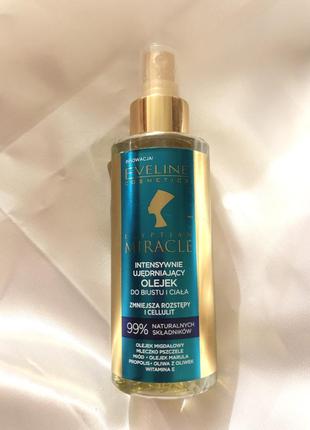 INNOWACJA!
EVELINE
COSMETICS
EGYPTIAN
MIRACLE
INTENSYWNIE
UJĘDRNIAJĄCY
OLEJEK
DO BIUSTU I CIAŁA
ZMNIEJSZA ROZSTĘPY
I CELLULIT
99% NATURALNYCH
SKŁADNIKÓW
OLEJEK MIGDAŁOWY
MLECZKO PSZCZELE
MIÓD • OLEJEK MARULA
PROPOLIS • OLIWA Z OLIWEK
WITAMINA E